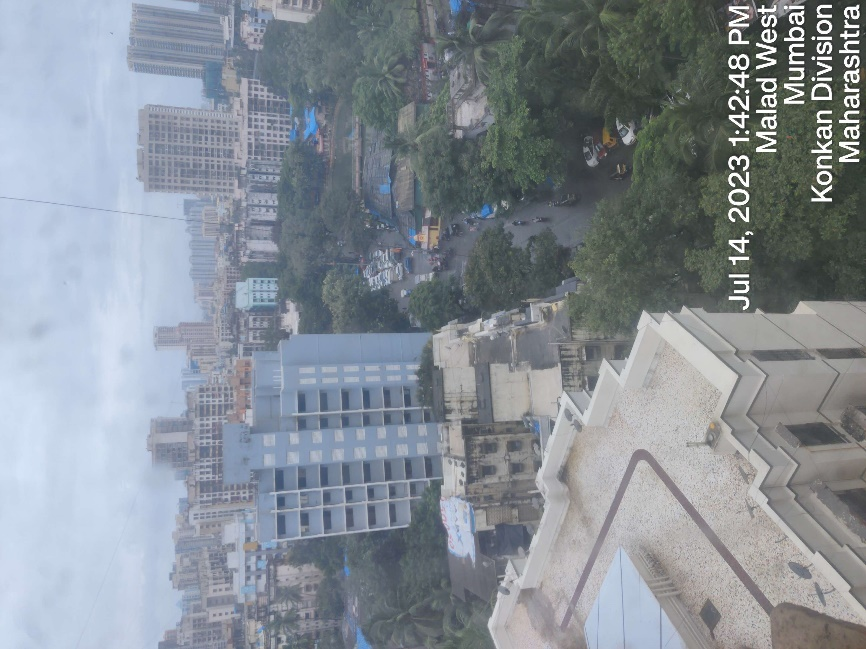 Jul 14, 2023 1:42:48 PM
Malad West
Mumbai
Konkan Division
Maharashtra